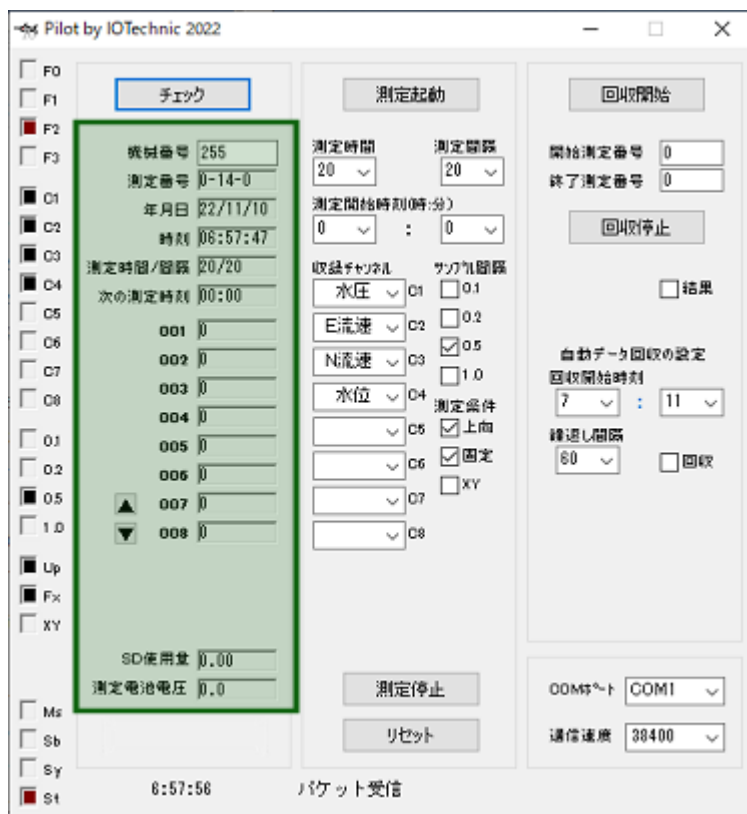 Pilot by IOTechnic 2022
F0
F1
F2
F3
C1
C2
C3
C4
C5
C6
C7
C8
0.1
0.2
0.5
1.0
Up
Fx
XY
Ms
Sb
Sy
St
チェック
機械番号 255
測定番号 0-14-0
年月日 22/11/10
時刻 06:57:47
測定時間/間隔 20/20
次の測定時刻 00:00
001 0
002 0
003 0
004 0
005 0
006 0
▲ 007 0
▼ 008 0
SD使用量 0.00
測定電池電圧 0.0
6:57:56
測定起動
測定時間 測定間隔
20 20
測定開始時刻(時:分)
0 : 0
収録チャンネル サンプル間隔
水圧 C1 0.1
E流速 C2 0.2
N流速 C3 0.5
水位 C4 1.0
測定条件
C5 上向
C6 固定
C7 XY
C8
測定停止
リセット
パケット受信
回収開始
開始測定番号 0
終了測定番号 0
回収停止
結果
自動データ回収の設定
回収開始時刻
7 : 11
繰返し間隔
60 回収
COMポート COM1
通信速度 38400